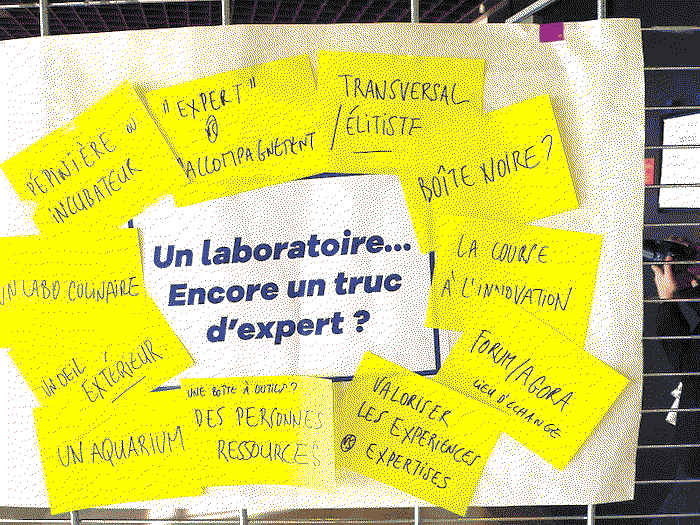 PÉPINIÈRE OU
INCUBATEUR
"EXPERT"
ACCOMPAGNEMENT
TRANSVERSAL
/ÉLITISTE
BOÎTE NOIRE?
Un laboratoire...
Encore un truc
d'expert ?
LA COURSE
À L'INNOVATION
UN LABO CULINAIRE
UN OEIL
EXTÉRIEUR
FORUM/AGORA
LIEU D'ÉCHANGE
UN AQUARIUM
UNE BOÎTE À OUTILS?
DES PERSONNES
RESSOURCES
VALORISER
LES EXPÉRIENCES
EXPERTISES